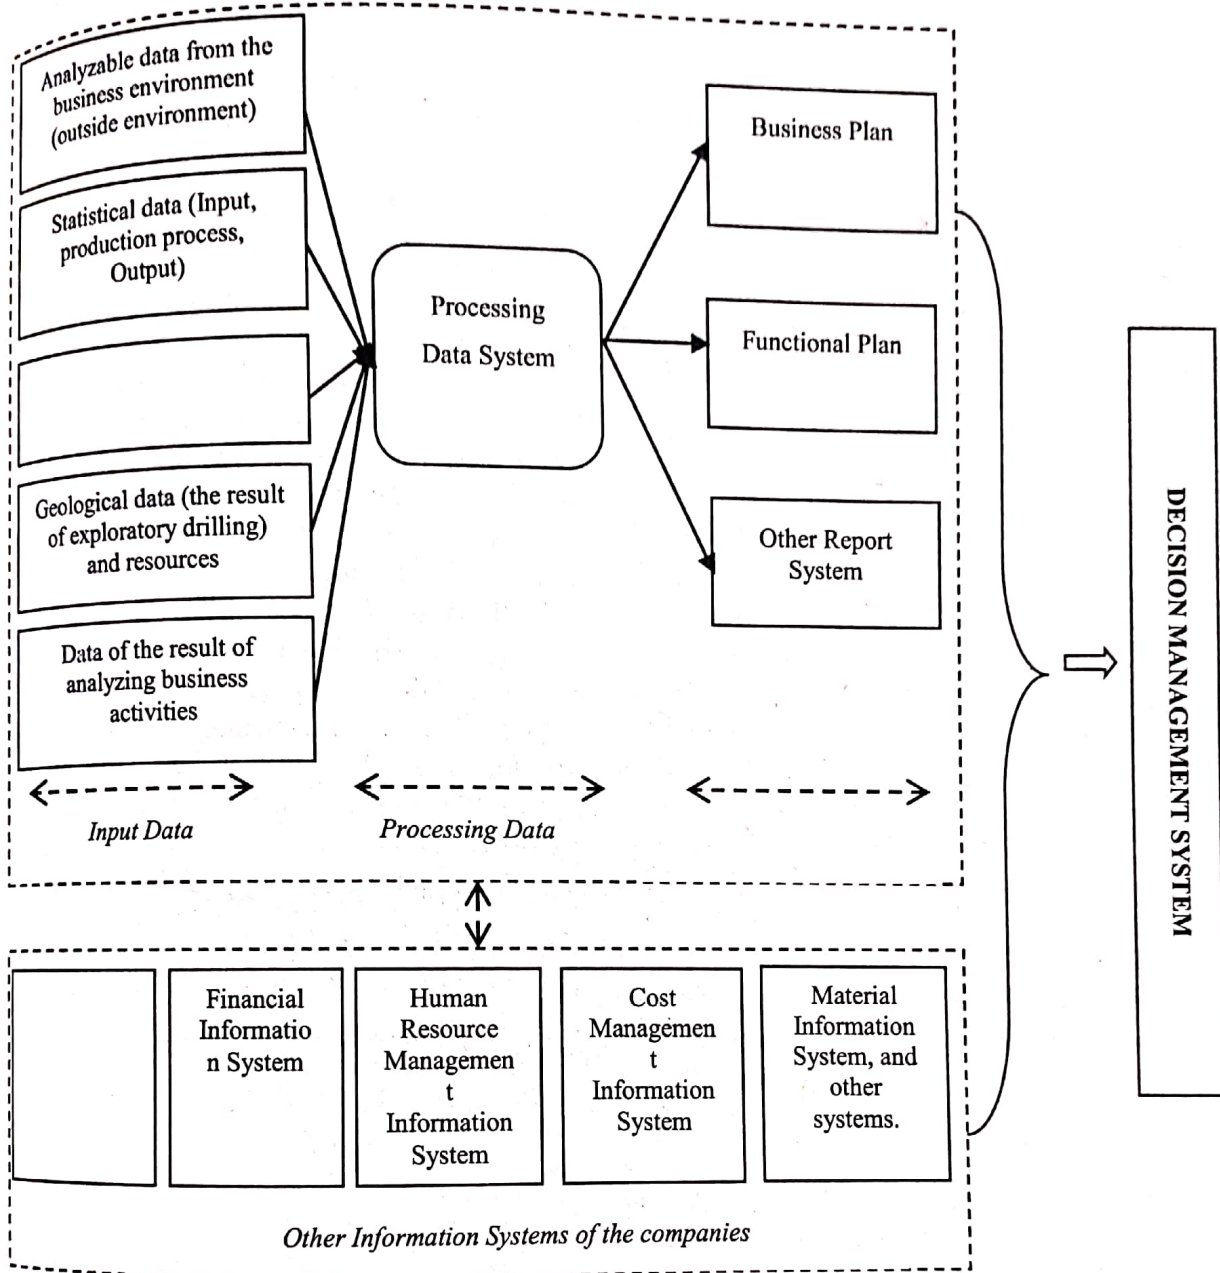 Analyzable data from the
business environment
(outside environment)
Statistical data (Input,
production process,
Output)
Geological data (the result
of exploratory drilling)
and resources
Data of the result of
analyzing business
activities
Processing
Data System
Business Plan
Functional Plan
Other Report
System
Input Data
Processing Data
Financial
Informatio
n System
Human
Resource
Managemen
t
Information
System
Cost
Managemen
t
Information
System
Material
Information
System, and
other
systems.
Other Information Systems of the companies
DECISION MANAGEMENT SYSTEM